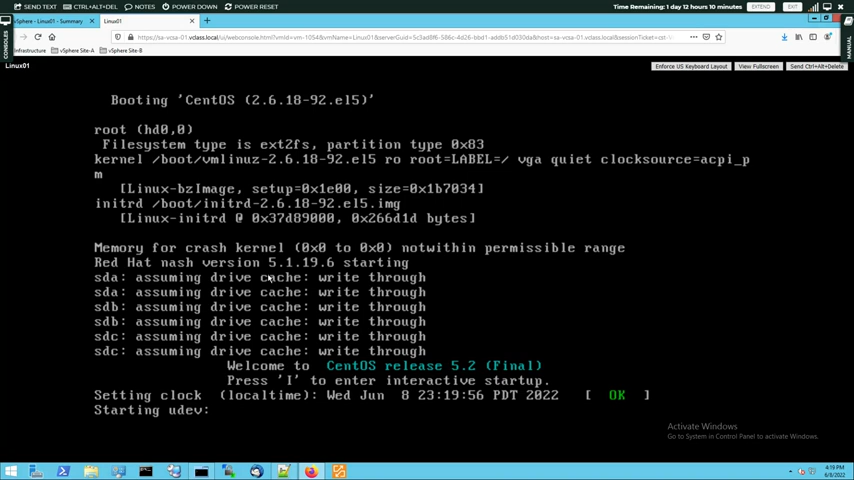 SEND TEXT
CTRL+ALT+DELETE
NOTES
POWER DOWN
POWER RESET
Time Remaining: 1 day 12 hours 10 minutes
EXTEND
EXIT
vSphere - Linux01 - Summary
Linux01
Infrastructure
vSphere Site-A
vSphere Site-B
CONSOLES
MANUAL
Linux01
Enforce US Keyboard Layout
View Fullscreen
Send Ctrl+Alt+Delete
Booting 'CentOS (2.6.18-92.el5)'
root (hd0,0)
Filesystem type is ext2fs, partition type 0x83
kernel /boot/vmlinuz-2.6.18-92.el5 ro root=LABEL=/ vga quiet clocksource=acpi_p
m
[Linux-bzImage, setup=0x1e00, size=0x1b7034]
initrd /boot/initrd-2.6.18-92.el5.img
[Linux-initrd @ 0x37d89000, 0x266d1d bytes]
Memory for crash kernel (0x0 to 0x0) notwithin permissible range
Red Hat nash version 5.1.19.6 starting
sda: assuming drive cache: write through
sda: assuming drive cache: write through
sdb: assuming drive cache: write through
sdb: assuming drive cache: write through
sdc: assuming drive cache: write through
sdc: assuming drive cache: write through
Welcome to CentOS release 5.2 (Final)
Press 'I' to enter interactive startup.
Setting clock (localtime): Wed Jun 8 23:19:56 PDT 2022 [ OK ]
Starting udev:
Activate Windows
Go to System in Control Panel to activate Windows.
4:19 PM
6/8/2022